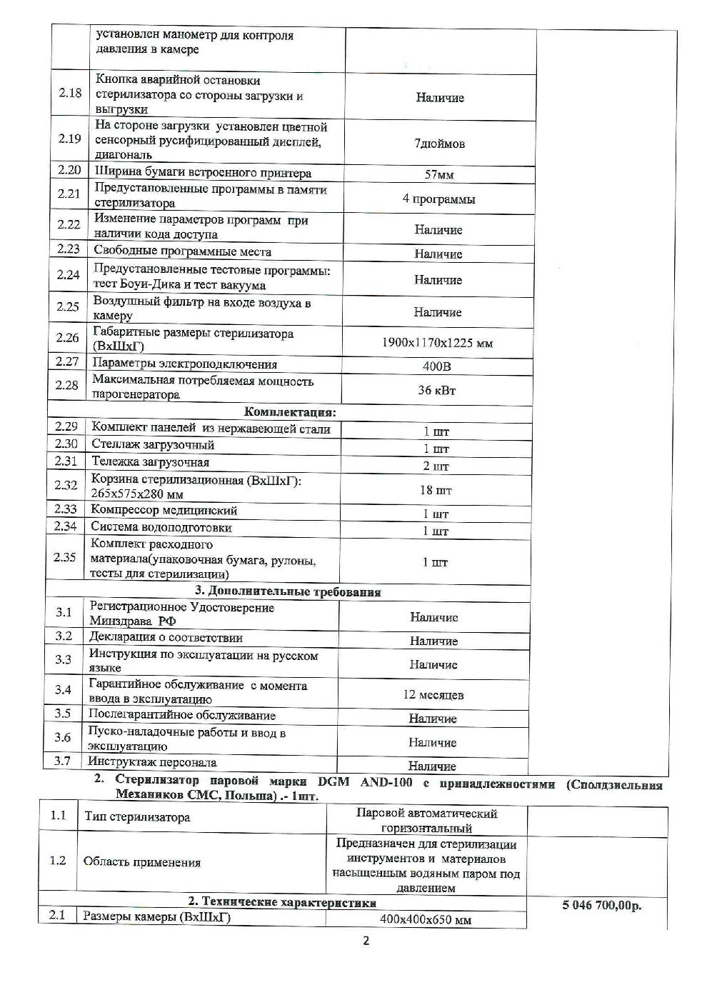 установлен манометр для контроля
давления в камере
2.18
Кнопка аварийной остановки
стерилизатора со стороны загрузки и
выгрузки
Наличие
2.19
На стороне загрузки установлен цветной
сенсорный русифицированный дисплей,
диагональ
7дюймов
2.20 Ширина бумаги встроенного принтера 57мм
2.21
Предустановленные программы в памяти
стерилизатора
4 программы
2.22
Изменение параметров программ при
наличии кода доступа
Наличие
2.23 Свободные программные места Наличие
2.24
Предустановленные тестовые программы:
тест Боуи-Дика и тест вакуума
Наличие
2.25
Воздушный фильтр на входе воздуха в
камеру
Наличие
2.26
Габаритные размеры стерилизатора
(ВхШхГ)
1900х1170х1225 мм
2.27 Параметры электроподключения 400В
2.28
Максимальная потребляемая мощность
парогенератора
36 кВт
Комплектация:
2.29 Комплект панелей из нержавеющей стали 1 шт
2.30 Стеллаж загрузочный 1 шт
2.31 Тележка загрузочная 2 шт
2.32
Корзина стерилизационная (ВхШхГ):
265х575х280 мм
18 шт
2.33 Компрессор медицинский 1 шт
2.34 Система водоподготовки 1 шт
2.35
Комплект расходного
материала(упаковочная бумага, рулоны,
тесты для стерилизации)
1 шт
3. Дополнительные требования
3.1
Регистрационное Удостоверение
Минздрава РФ
Наличие
3.2 Декларация о соответствии Наличие
3.3
Инструкция по эксплуатации на русском
языке
Наличие
3.4
Гарантийное обслуживание с момента
ввода в эксплуатацию
12 месяцев
3.5 Послегарантийное обслуживание Наличие
3.6
Пуско-наладочные работы и ввод в
эксплуатацию
Наличие
3.7 Инструктаж персонала Наличие
2. Стерилизатор паровой марки DGM AND-100 с принадлежностями (Сполдзиельния
Механиков СМС, Польша) .- 1шт.
1.1 Тип стерилизатора
Паровой автоматический
горизонтальный
1.2 Область применения
Предназначен для стерилизации
инструментов и материалов
насыщенным водяным паром под
давлением
2. Технические характеристики
5 046 700,00р.
2.1 Размеры камеры (ВхШхГ) 400х400х650 мм
2